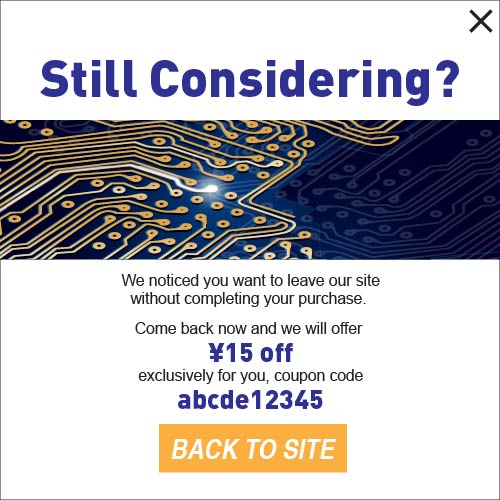 Still Considering?
We noticed you want to leave our site
without completing your purchase.
Come back now and we will offer
¥15 off
exclusively for you, coupon code
abcde12345
BACK TO SITE